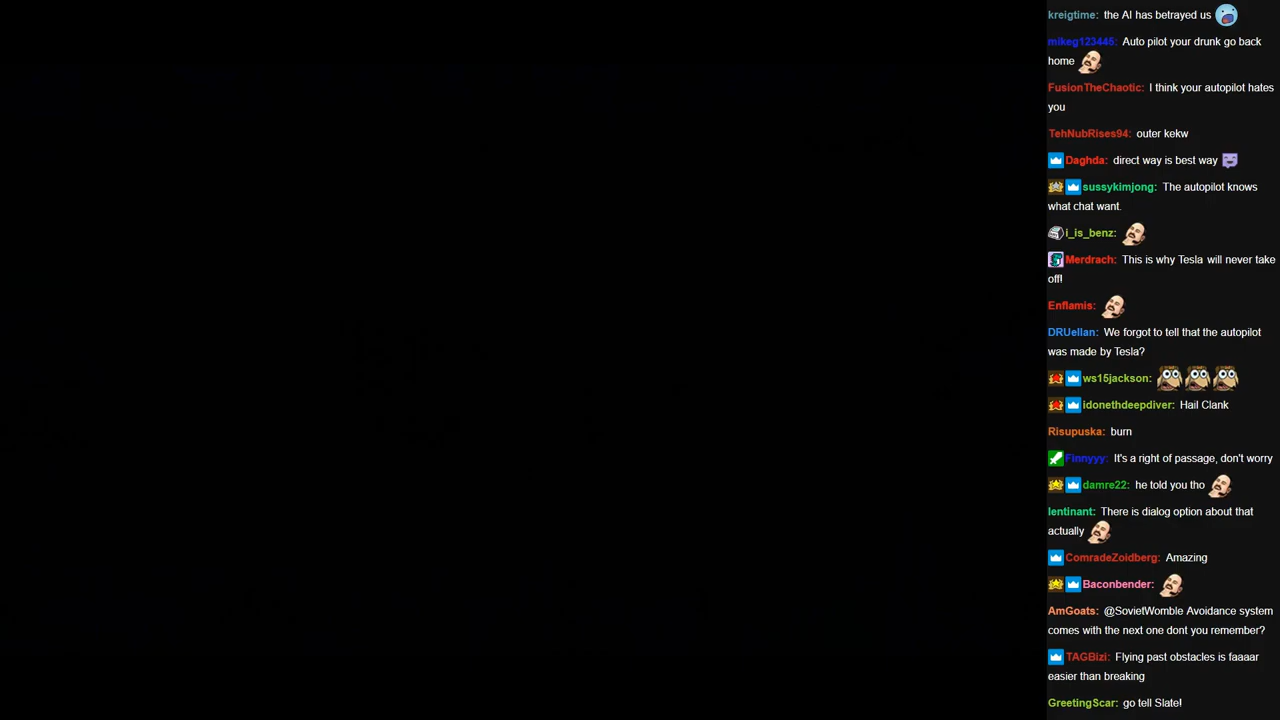 kreigtime: the AI has betrayed us
mikeg123445: Auto pilot your drunk go back
home
FusionTheChaotic: I think your autopilot hates
you
TehNubRises94: outer kekw
Daghda: direct way is best way
sussykimjong: The autopilot knows
what chat want.
i_is_benz:
Merdrach: This is why Tesla will never take
off!
Enflamis:
DRUellan: We forgot to tell that the autopilot
was made by Tesla?
ws15jackson:
idonethdeepdiver: Hail Clank
Risupuska: burn
Finnyyy: It's a right of passage, don't worry
damre22: he told you tho
lentinant: There is dialog option about that
actually
ComradeZoidberg: Amazing
Baconbender:
AmGoats: @SovietWomble Avoidance system
comes with the next one dont you remember?
TAGBizi: Flying past obstacles is faaaar
easier than breaking
GreetingScar: go tell Slate!